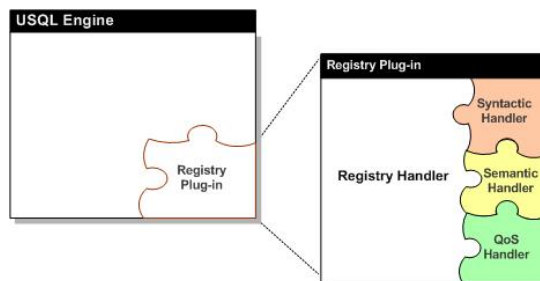 USQL Engine
Registry
Plug-in
Registry Plug-in
Registry Handler
Syntactic
Handler
Semantic
Handler
QoS
Handler